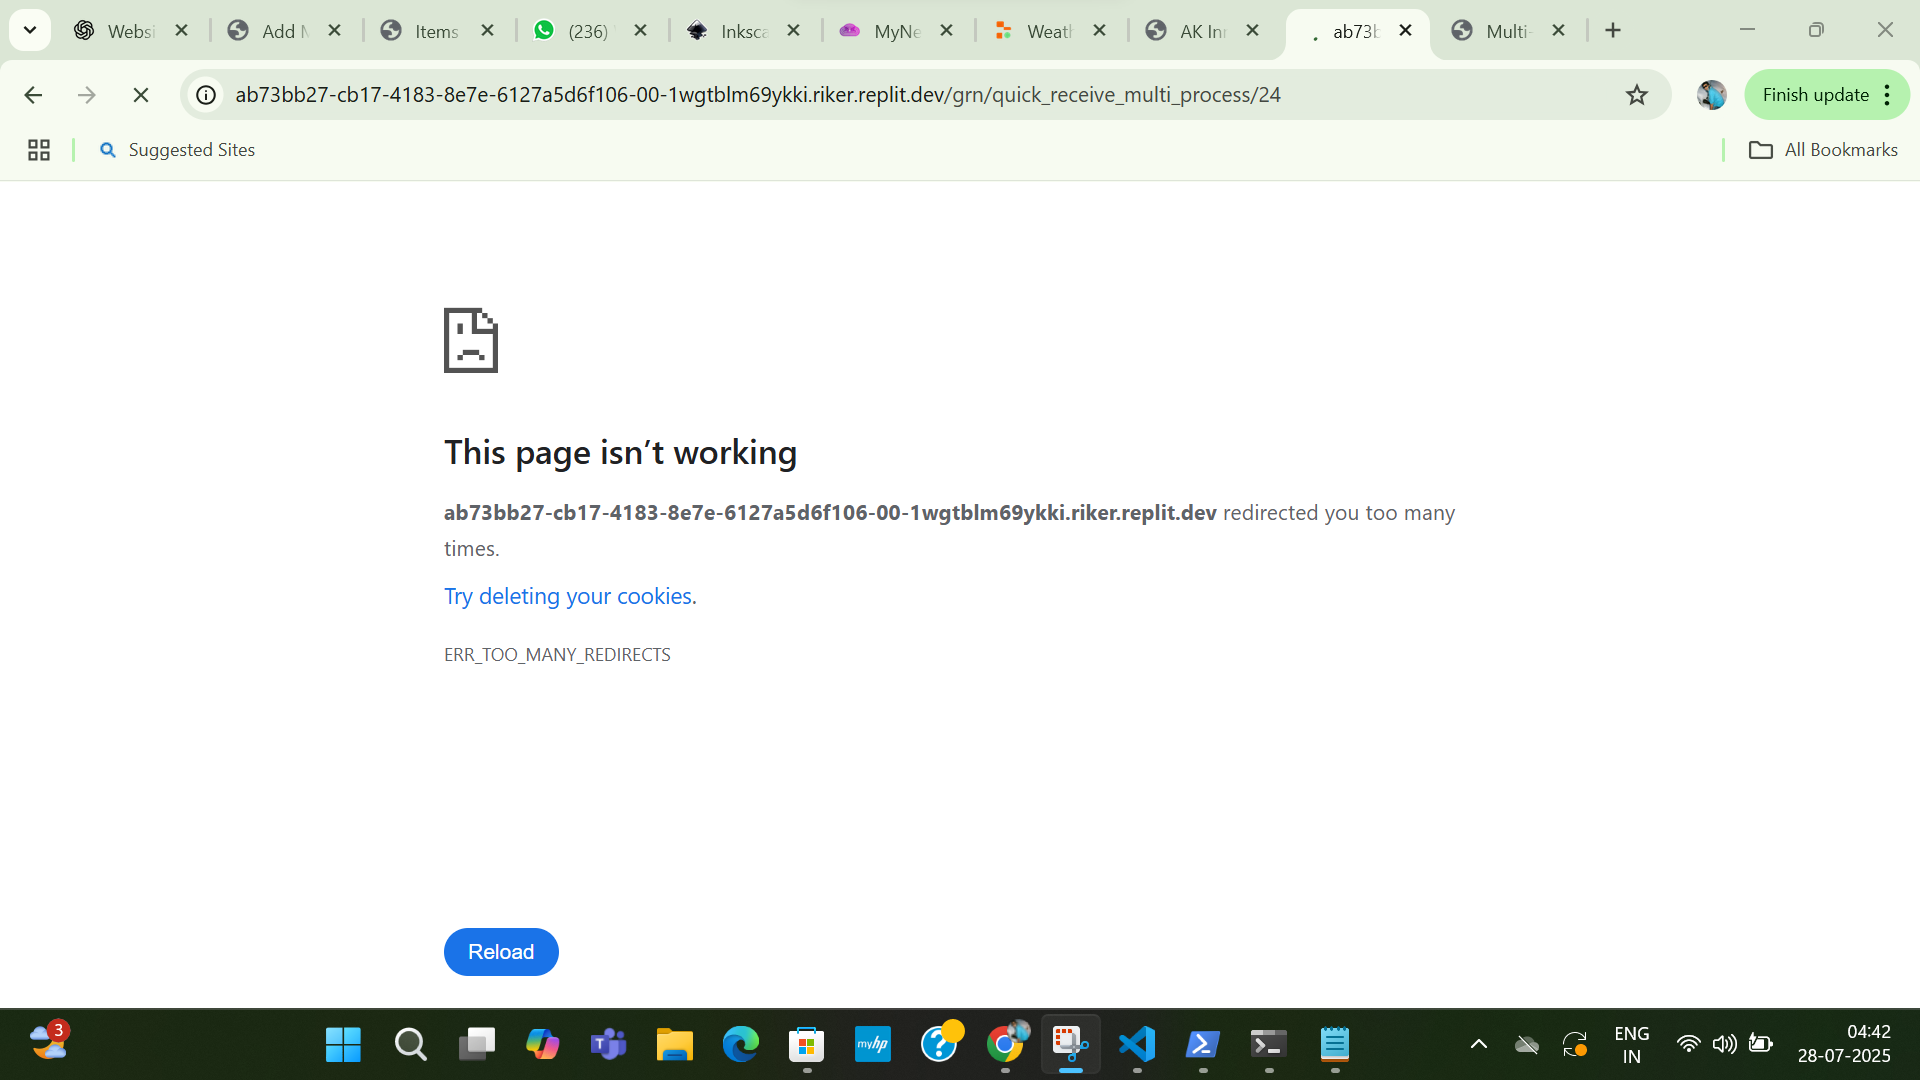 Websi
Add M
Items
(236)
Inksca
MyNe
Weath
AK Inn
ab73b
Multi-
ab73bb27-cb17-4183-8e7e-6127a5d6f106-00-1wgtblm69ykki.riker.replit.dev/grn/quick_receive_multi_process/24
Finish update
Suggested Sites
All Bookmarks
This page isn’t working
ab73bb27-cb17-4183-8e7e-6127a5d6f106-00-1wgtblm69ykki.riker.replit.dev redirected you too many
times.
Try deleting your cookies.
ERR_TOO_MANY_REDIRECTS
Reload
3
myhp
ENG
IN
04:42
28-07-2025